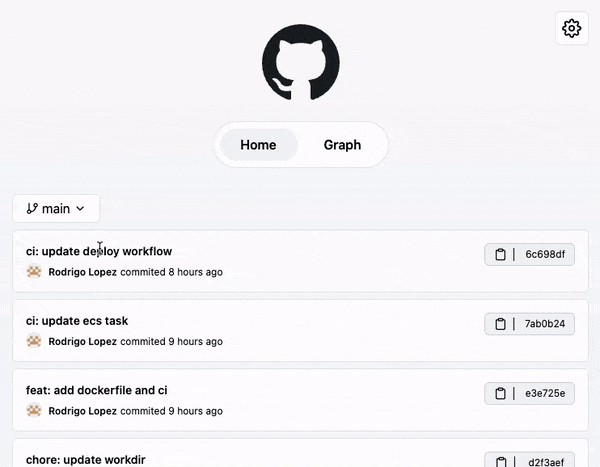 Home Graph
main
ci: update deploy workflow
6c698df
Rodrigo Lopez commited 8 hours ago
ci: update ecs task
7ab0b24
Rodrigo Lopez commited 9 hours ago
feat: add dockerfile and ci
e3e725e
Rodrigo Lopez commited 9 hours ago
chore: update workdir
d2f3aef